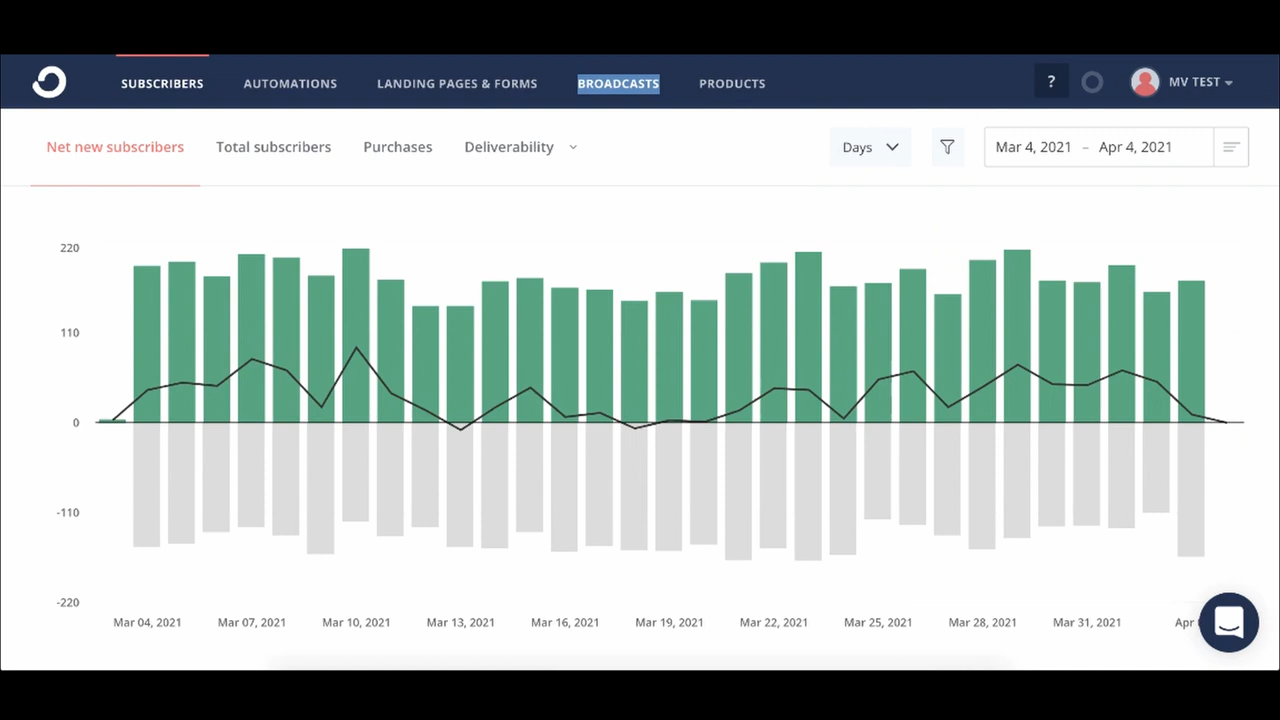 SUBSCRIBERS AUTOMATIONS LANDING PAGES & FORMS BROADCASTS PRODUCTS ? MV TEST
Net new subscribers Total subscribers Purchases Deliverability Days Mar 4, 2021 – Apr 4, 2021
220
110
0
-110
-220
Mar 04, 2021 Mar 07, 2021 Mar 10, 2021 Mar 13, 2021 Mar 16, 2021 Mar 19, 2021 Mar 22, 2021 Mar 25, 2021 Mar 28, 2021 Mar 31, 2021 Apr